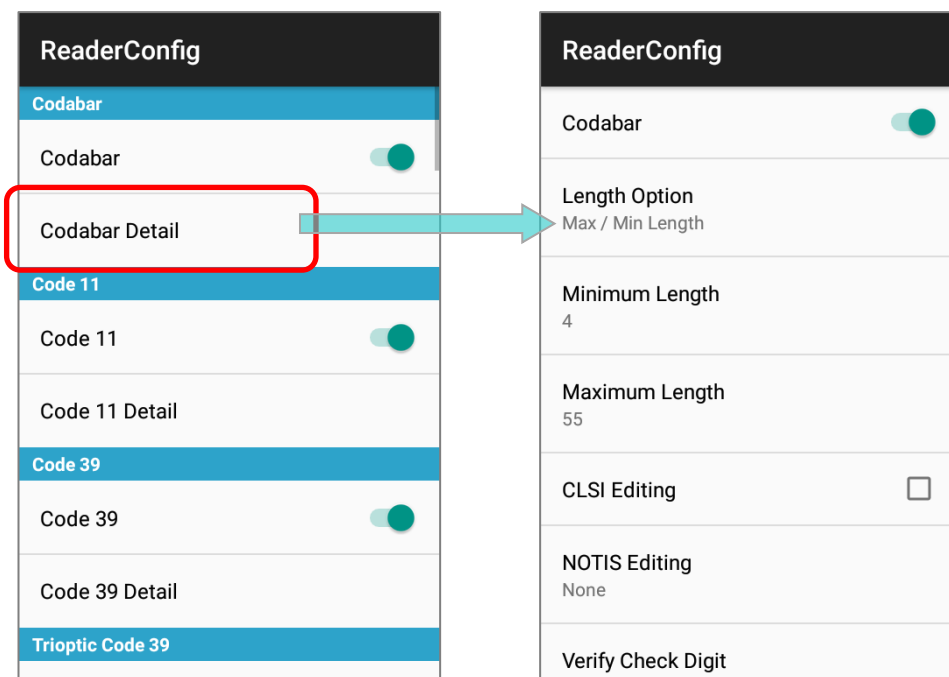 ReaderConfig
Codabar
Codabar
Codabar Detail
Code 11
Code 11
Code 11 Detail
Code 39
Code 39
Code 39 Detail
Trioptic Code 39
ReaderConfig
Codabar
Length Option
Max / Min Length
Minimum Length
4
Maximum Length
55
CLSI Editing
NOTIS Editing
None
Verify Check Digit